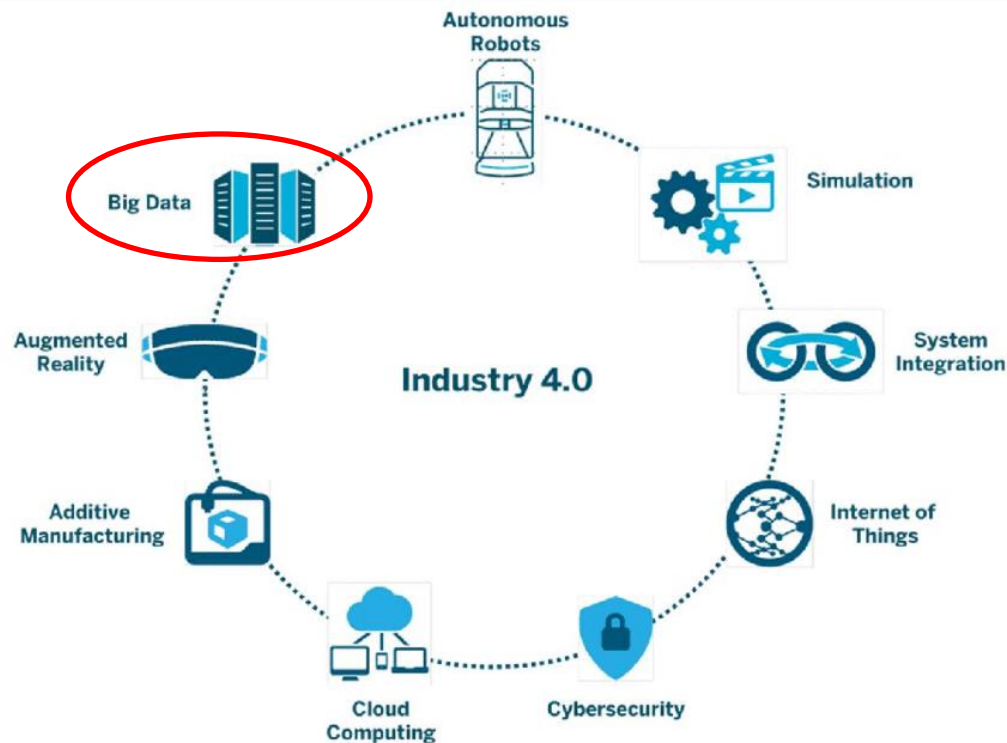 Autonomous
Robots
Simulation
Big Data
System
Integration
Augmented
Reality
Industry 4.0
Internet of
Things
Additive
Manufacturing
Cybersecurity
Cloud
Computing